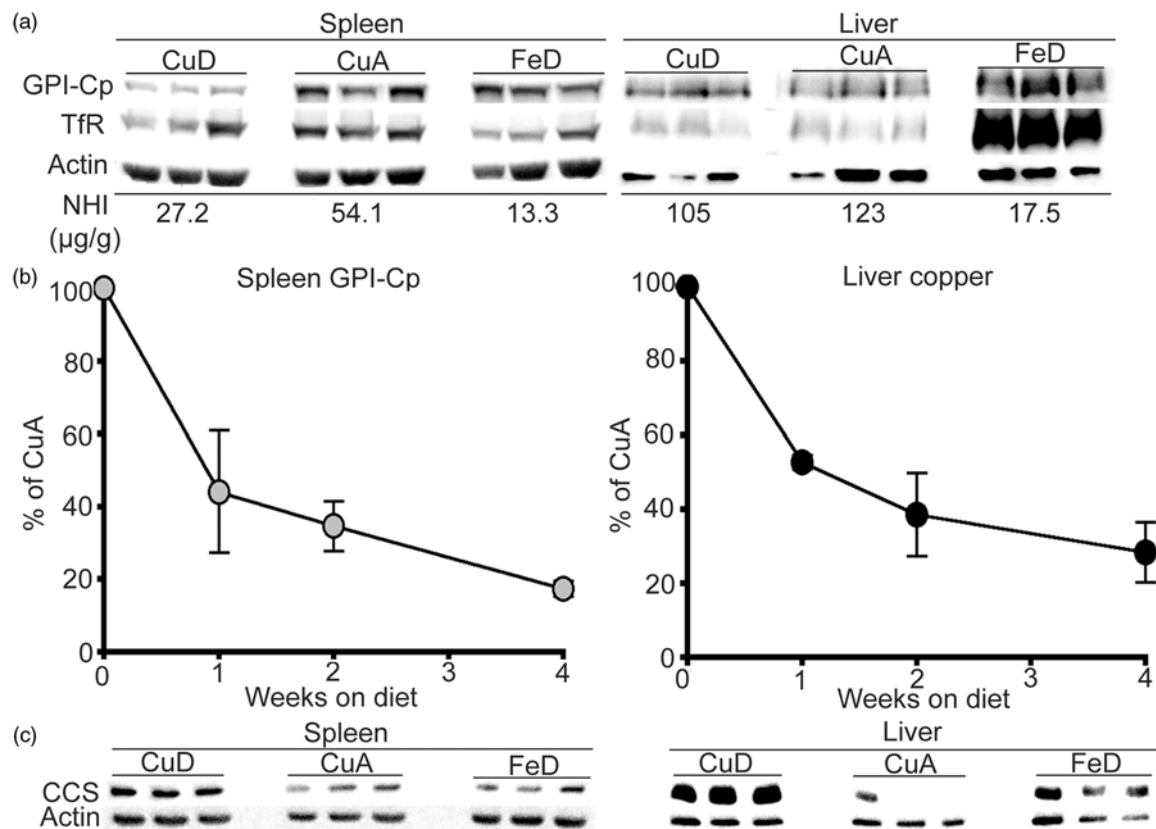 (a)
Spleen Liver
CuD CuA FeD CuD CuA FeD
GPI-Cp
TfR
Actin
NHI 27.2 54.1 13.3 105 123 17.5
(µg/g)
(b)
Spleen GPI-Cp
% of CuA
100
80
60
40
20
0
0 1 2 3 4
Weeks on diet
Liver copper
% of CuA
100
80
60
40
20
0
0 1 2 3 4
Weeks on diet
(c)
Spleen Liver
CuD CuA FeD CuD CuA FeD
CCS
Actin